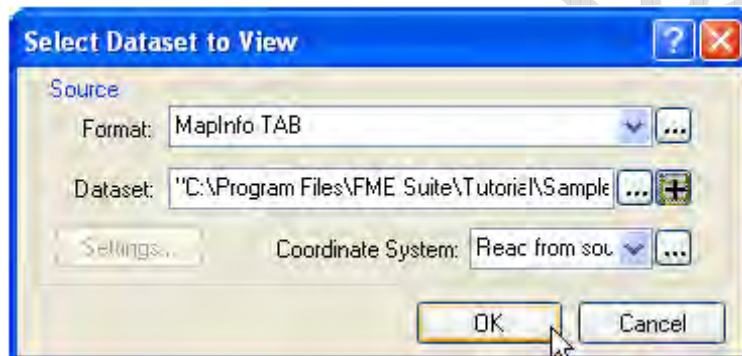 Select Dataset to View
Source
Format: MapInfo TAB ...
Dataset: "C:\Program Files\FME Suite\Tutorial\Sample ...
Settings... Coordinate System: Read from sou ...
OK Cancel